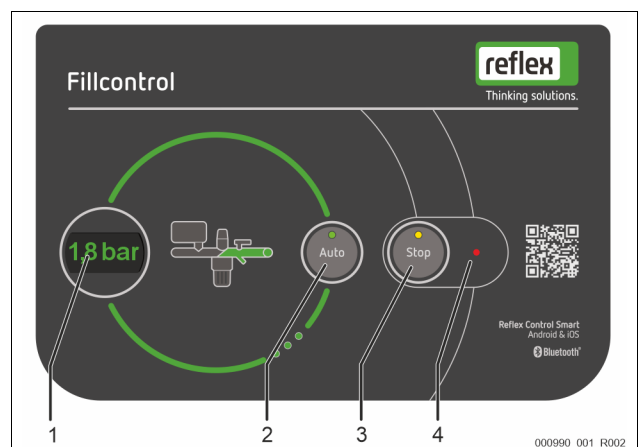 Fillcontrol
reflex
Thinking solutions.
1,8 bar
Auto
Stop
Reflex Control Smart
Android & iOS
Bluetooth®
1
2
3
4
000990_001_R002